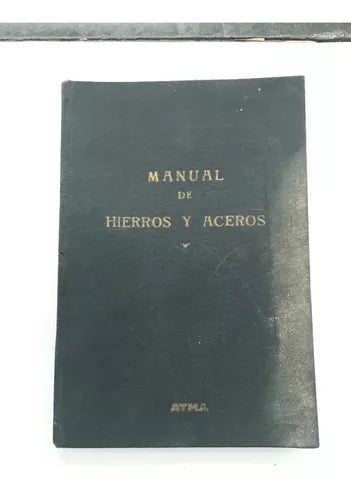 MANUAL
DE
HIERROS Y ACEROS
ATMA